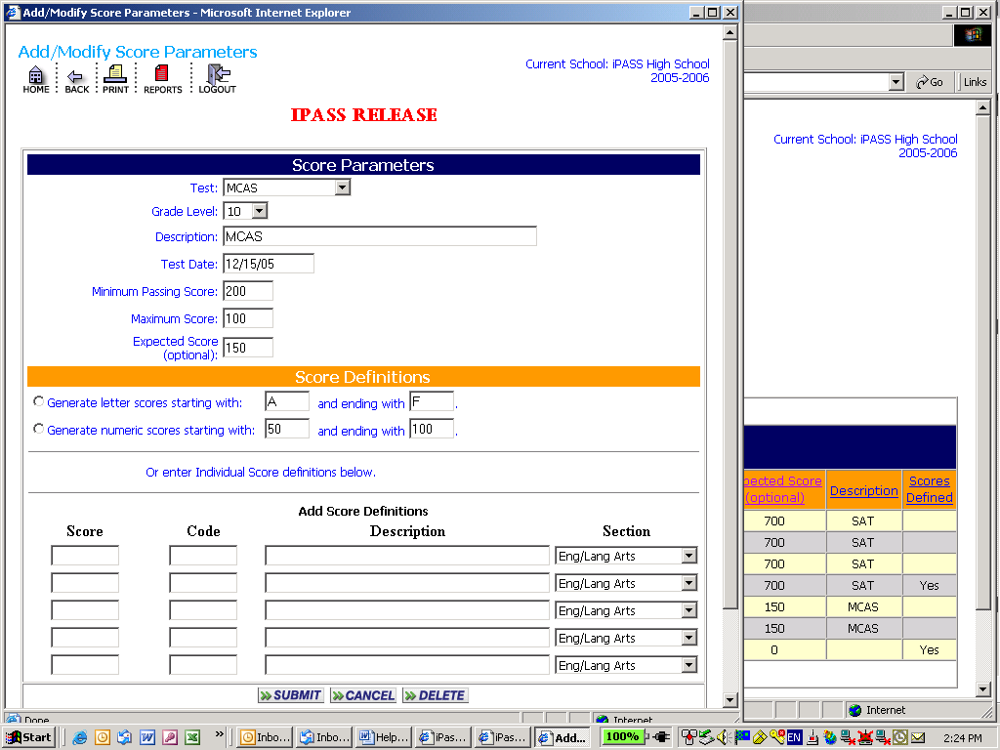 Add/Modify Score Parameters - Microsoft Internet Explorer
Add/Modify Score Parameters
HOME BACK PRINT REPORTS LOGOUT
Current School: iPASS High School
2005-2006
IPASS RELEASE
Score Parameters
Test: MCAS
Grade Level: 10
Description: MCAS
Test Date: 12/15/05
Minimum Passing Score: 200
Maximum Score: 100
Expected Score
(optional): 150
Score Definitions
Generate letter scores starting with: A and ending with F .
Generate numeric scores starting with: 50 and ending with 100 .
Or enter Individual Score definitions below.
Add Score Definitions
Score Code Description Section
Eng/Lang Arts
Eng/Lang Arts
Eng/Lang Arts
Eng/Lang Arts
Eng/Lang Arts
SUBMIT CANCEL DELETE
Done Internet
Go Links
Current School: iPASS High School
2005-2006
pected Score
(optional) Description Scores
Defined
700 SAT
700 SAT
700 SAT
700 SAT Yes
150 MCAS
150 MCAS
0 Yes
Internet
Start Inbo... Inbo... Help... iPas... iPas... Add... 100% EN 2:24 PM